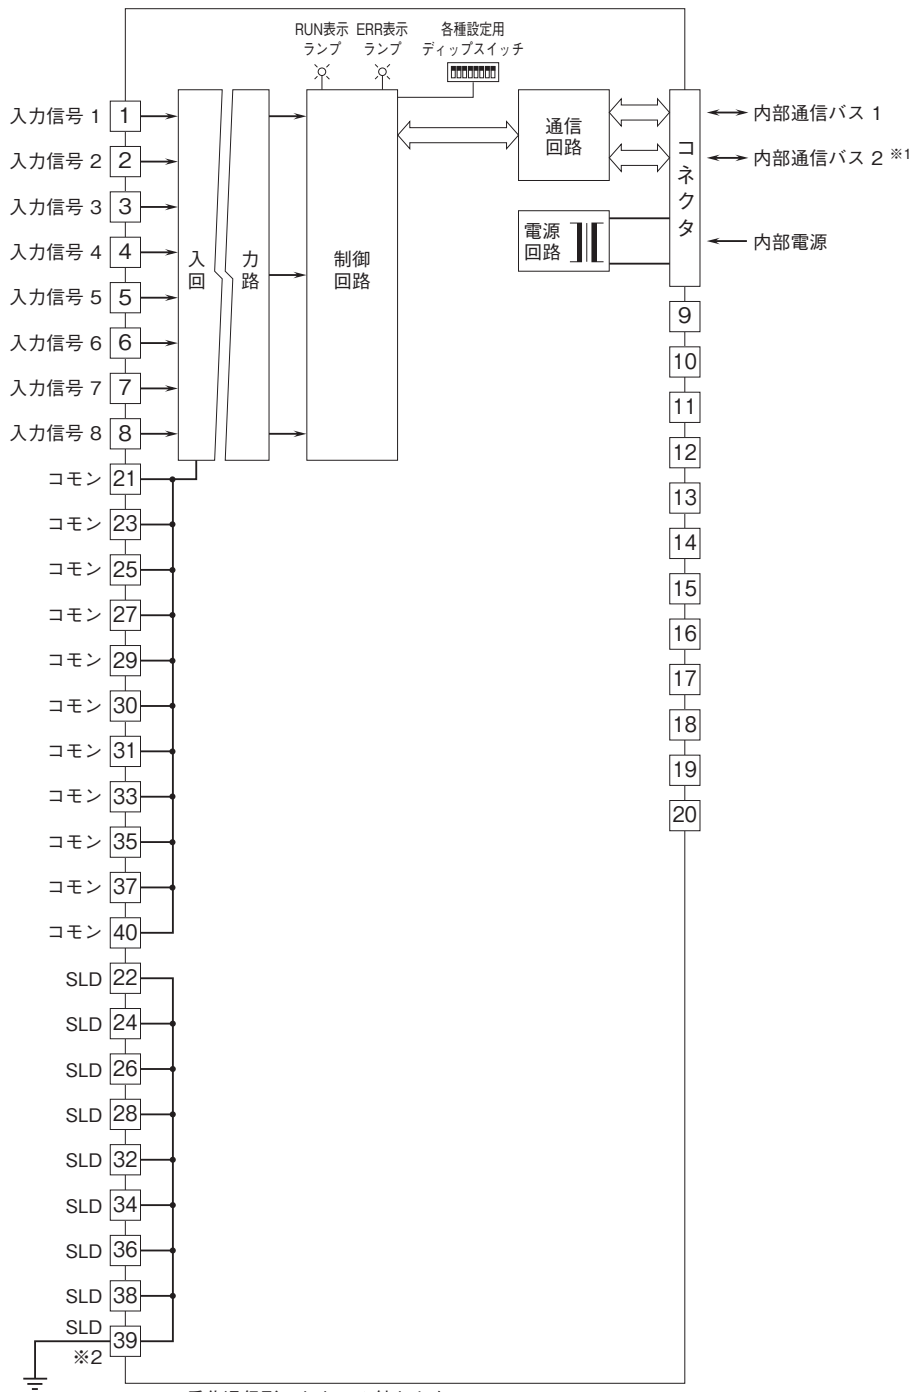 RUN表示
ランプ
ERR表示
ランプ
各種設定用
ディップスイッチ
入力信号 1 1
入力信号 2 2
入力信号 3 3
入力信号 4 4
入力信号 5 5
入力信号 6 6
入力信号 7 7
入力信号 8 8
入 力
回 路
制御
回路
通信
回路
電源
回路
コネクタ
内部通信バス 1
内部通信バス 2 ※1
内部電源
9
10
11
12
13
14
15
16
17
18
19
20
コモン 21
コモン 23
コモン 25
コモン 27
コモン 29
コモン 30
コモン 31
コモン 33
コモン 35
コモン 37
コモン 40
SLD 22
SLD 24
SLD 26
SLD 28
SLD 32
SLD 34
SLD 36
SLD 38
SLD 39
※2